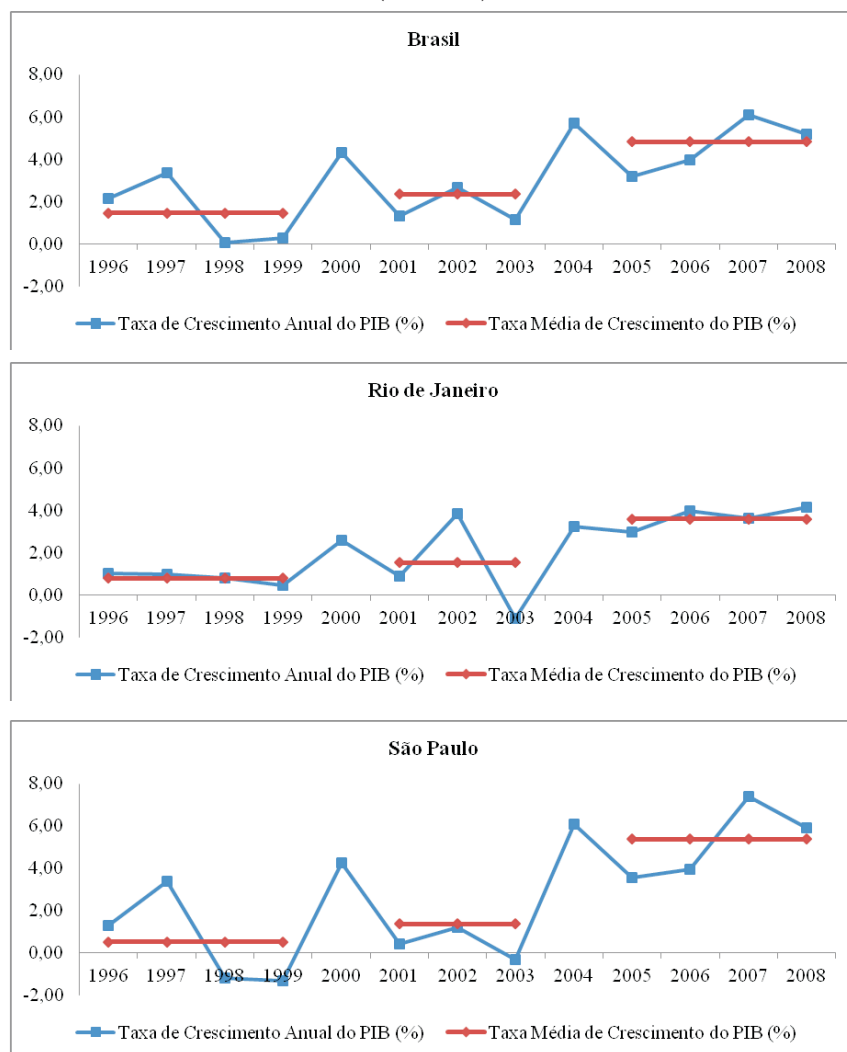 Brasil
8,00
6,00
4,00
2,00
0,00
-2,00
1996 1997 1998 1999 2000 2001 2002 2003 2004 2005 2006 2007 2008
Taxa de Crescimento Anual do PIB (%) Taxa Média de Crescimento do PIB (%)
Rio de Janeiro
8,00
6,00
4,00
2,00
0,00
-2,00
1996 1997 1998 1999 2000 2001 2002 2003 2004 2005 2006 2007 2008
Taxa de Crescimento Anual do PIB (%) Taxa Média de Crescimento do PIB (%)
São Paulo
8,00
6,00
4,00
2,00
0,00
-2,00
1996 1997 1998 1999 2000 2001 2002 2003 2004 2005 2006 2007 2008
Taxa de Crescimento Anual do PIB (%) Taxa Média de Crescimento do PIB (%)